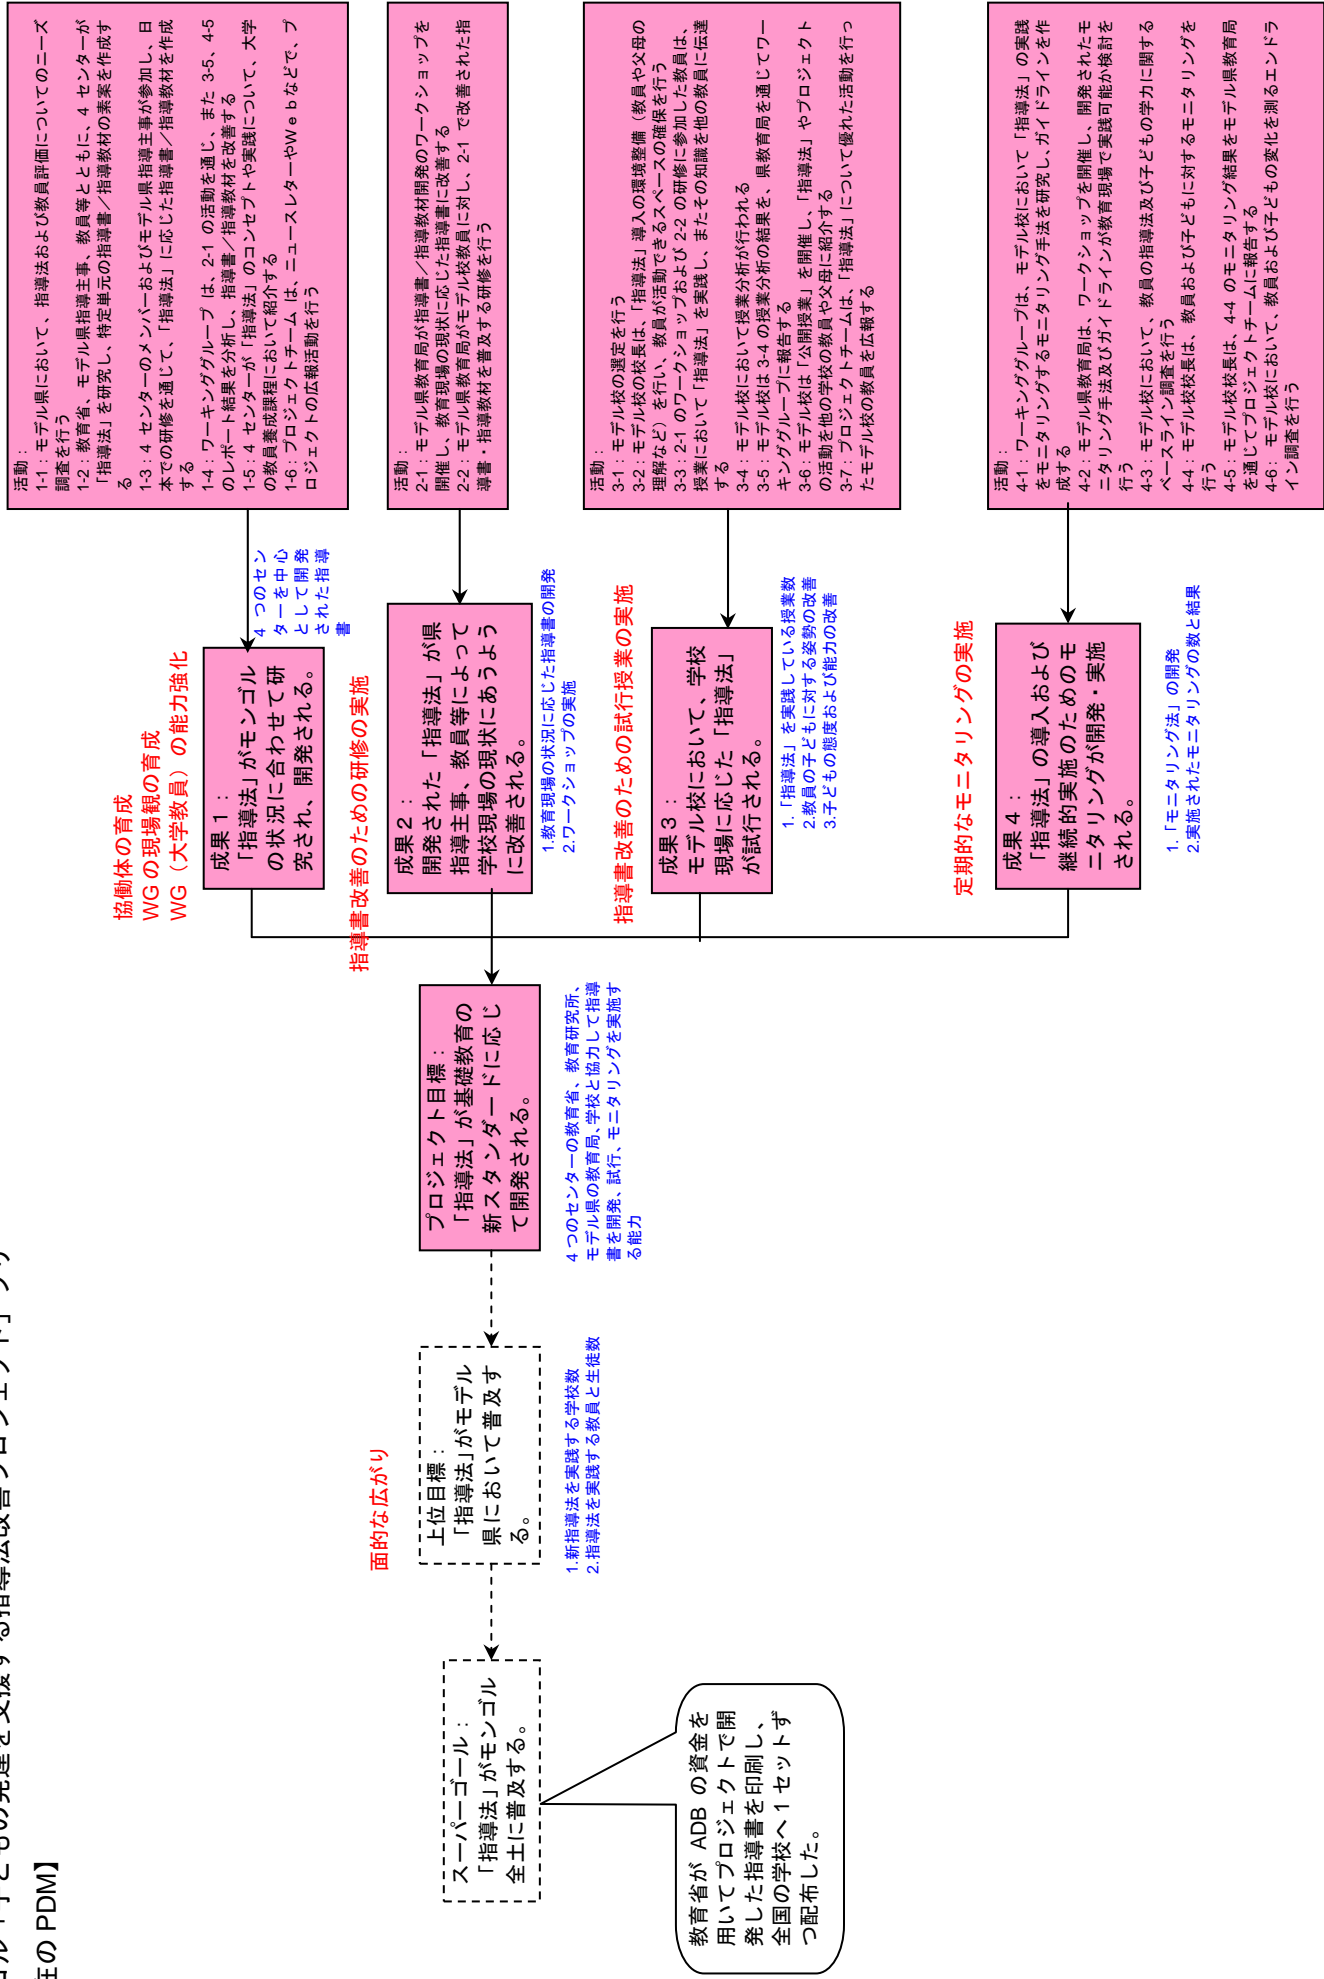 ゴル「子どもの発達を支援する指導法改善プロジェクト」
在の PDM】
スーパーゴール：
「指導法」がモンゴル
全土に普及する。
教育省が ADB の資金を
用いてプロジェクトで開
発した指導書を印刷し、
全国の学校へ 1 セットず
つ配布した。
面的な広がり
上位目標：
「指導法」がモデル
県において普及す
る。
1.新指導法を実践する学校数
2.指導法を実践する教員と生徒数
プロジェクト目標：
「指導法」が基礎教育の
新スタンダードに応じ
て開発される。
4 つのセンターの教育省、教育研究所、
モデル県の教育局、学校と協力して指導
書を開発、試行、モニタリングを実施す
る能力
協働体の育成
WG の現場観の育成
WG（大学教員）の能力強化
成果 1：
「指導法」がモンゴル
の状況に合わせて研
究され、開発される。
4 つのセン
ターを中心
として開発
された指導
書
指導書改善のための研修の実施
成果 2：
開発された「指導法」が県
指導主事、教員等によって
学校現場の現状にあうよう
に改善される。
1.教育現場の状況に応じた指導書の開発
2.ワークショップの実施
指導書改善のための試行授業の実施
成果 3：
モデル校において、学校
現場に応じた「指導法」
が試行される。
1.「指導法」を実践している授業数
2.教員の子どもに対する姿勢の改善
3.子どもの態度および能力の改善
定期的なモニタリングの実施
成果 4：
「指導法」の導入および
継続的実施のためのモ
ニタリングが開発・実施
される。
1.「モニタリング法」の開発
2.実施されたモニタリングの数と結果
活動：
1-1：モデル県において、指導法および教員評価についてのニーズ
調査を行う
1-2：教育省、モデル県指導主事、教員等とともに、4 センターが
「指導法」を研究し、特定単元の指導書／指導教材の素案を作成す
る
1-3：4 センターのメンバーおよびモデル県指導主事が参加し、日
本での研修を通じて、「指導法」に応じた指導書／指導教材を作成
する
1-4：ワーキンググループ は、2-1 の活動を通し、また 3-5、4-5
のレポート結果を分析し、指導書／指導教材を改善する
1-5：4 センターが「指導法」のコンセプトや実践について、大学
の教員養成課程において紹介する
1-6：プロジェクトチーム は、ニュースレターやＷｅｂなどで、プ
ロジェクトの広報活動を行う
活動：
2-1：モデル県教育局が指導書／指導教材開発のワークショップを
開催し、教育現場の現状に応じた指導書に改善する
2-2：モデル県教育局がモデル校教員に対し、2-1 で改善された指
導書・指導教材を普及する研修を行う
活動：
3-1：モデル校の選定を行う
3-2：モデル校の校長は、「指導法」導入の環境整備（教員や父母の
理解など）を行い、教員が活動できるスペースの確保を行う
3-3：2-1 のワークショップおよび 2-2 の研修に参加した教員は、
授業において「指導法」を実践し、またその知識を他の教員に伝達
する
3-4：モデル校において授業分析が行われる
3-5：モデル校は 3-4 の授業分析の結果を、県教育局を通じてワー
キンググループに報告する
3-6：モデル校は「公開授業」を開催し、「指導法」やプロジェクト
の活動を他の学校の教員や父母に紹介する
3-7：プロジェクトチームは、「指導法」について優れた活動を行っ
たモデル校の教員を広報する
活動：
4-1：ワーキンググループは、モデル校において「指導法」の実践
をモニタリングするモニタリング手法を研究し、ガイドラインを作
成する
4-2：モデル県教育局は、ワークショップを開催し、開発されたモ
ニタリング手法及びガイドラインが教育現場で実践可能か検討を
行う
4-3：モデル校において、教員の指導法及び子どもの学力に関する
ベースライン調査を行う
4-4：モデル校校長は、教員および子どもに対するモニタリングを
行う
4-5：モデル校校長は、4-4 のモニタリング結果をモデル県教育局
を通じてプロジェクトチームに報告する
4-6： モデル校において、教員および子どもの変化を測るエンドラ
イン調査を行う